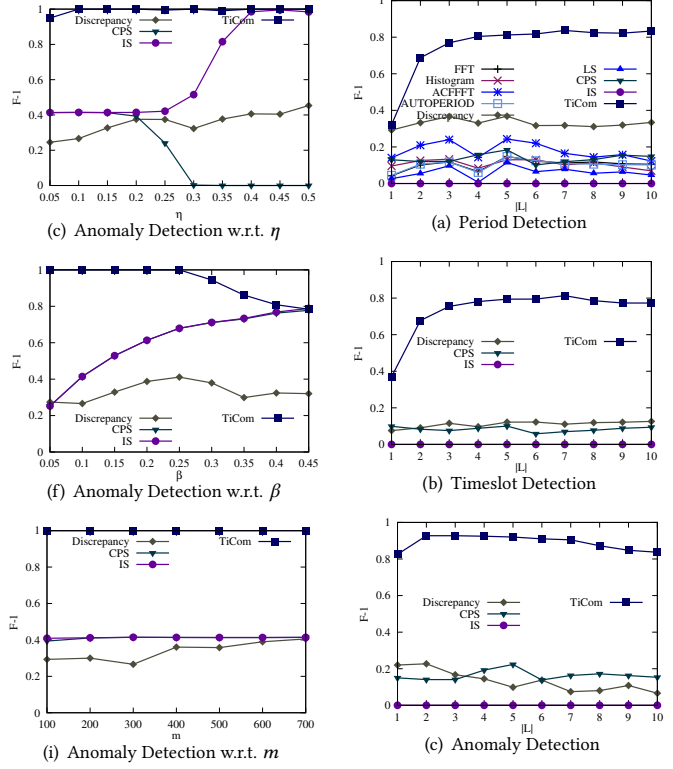 1
0.8
0.6
0.4
0.2
0
F-1
Discrepancy
CPS
IS
TiCom
0.05 0.1 0.15 0.2 0.25 0.3 0.35 0.4 0.45 0.5
η
(c) Anomaly Detection w.r.t. η
1
0.8
0.6
0.4
0.2
0
F-1
FFT
Histogram
ACFFFT
AUTOPERIOD
Discrepancy
LS
CPS
IS
TiCom
1 2 3 4 5 6 7 8 9 10
|L|
(a) Period Detection
1
0.8
0.6
0.4
0.2
0
F-1
Discrepancy
CPS
IS
TiCom
0.05 0.1 0.15 0.2 0.25 0.3 0.35 0.4 0.45
β
(f) Anomaly Detection w.r.t. β
1
0.8
0.6
0.4
0.2
0
F-1
Discrepancy
CPS
IS
TiCom
1 2 3 4 5 6 7 8 9 10
|L|
(b) Timeslot Detection
1
0.8
0.6
0.4
0.2
0
F-1
Discrepancy
CPS
IS
TiCom
100 200 300 400 500 600 700
m
(i) Anomaly Detection w.r.t. m
1
0.8
0.6
0.4
0.2
0
F-1
Discrepancy
CPS
IS
TiCom
1 2 3 4 5 6 7 8 9 10
|L|
(c) Anomaly Detection